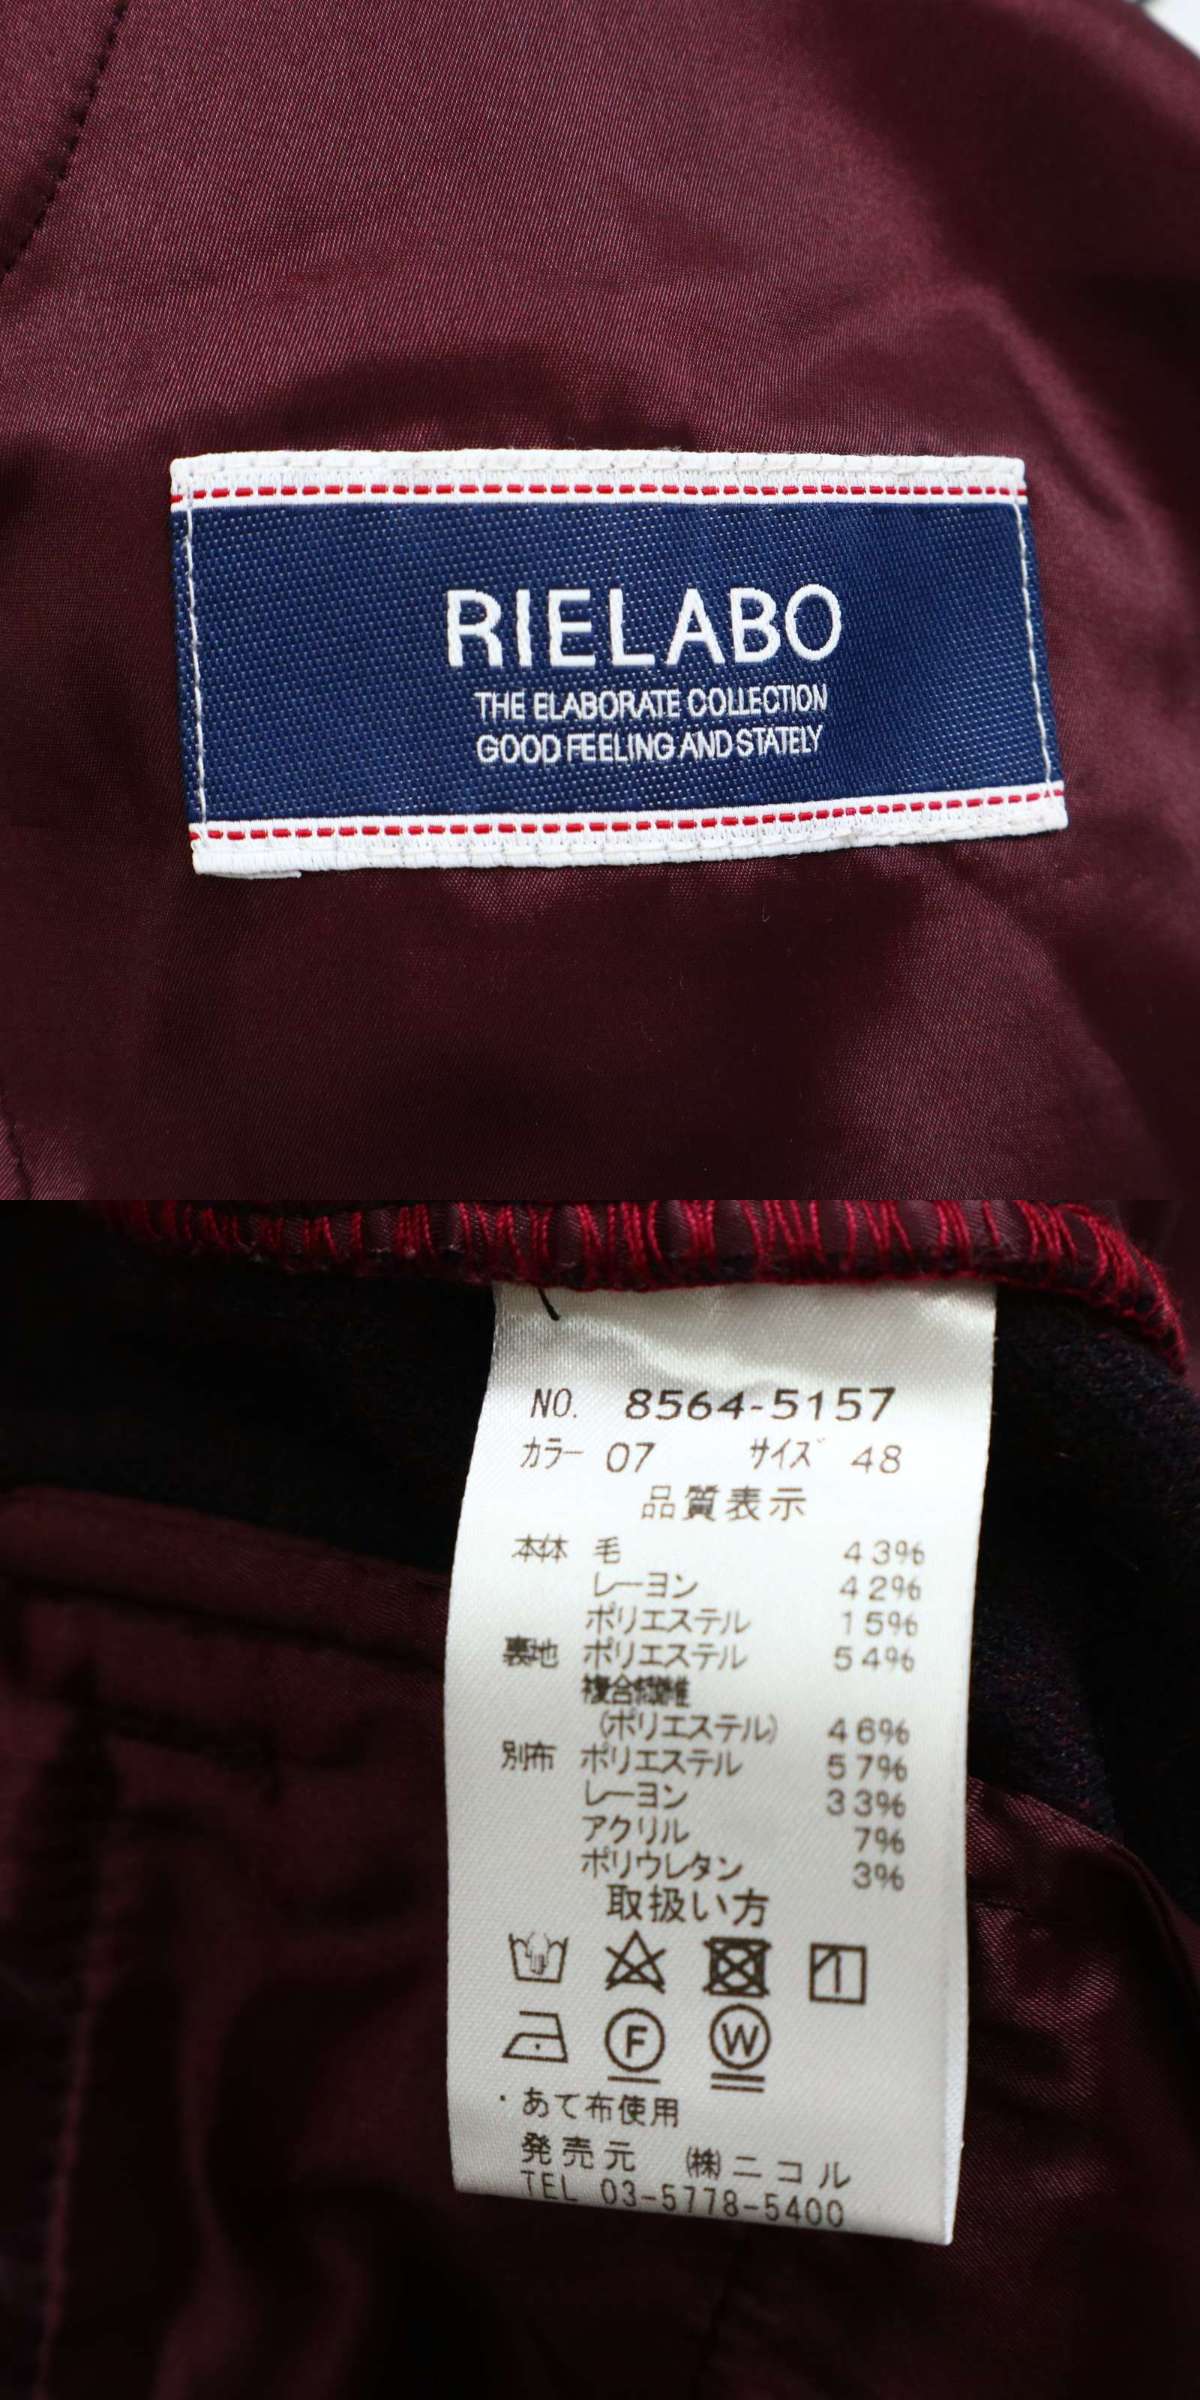 RIELABO
THE ELABORATE COLLECTION
GOOD FEELING AND STATELY
NO. 8564-5157
カラー 07 サイズ 48
品質表示
本体 毛 43%
レーヨン 42%
ポリエステル 15%
裏地 ポリエステル 54%
複合繊維
(ポリエステル) 46%
別布 ポリエステル 57%
レーヨン 33%
アクリル 7%
ポリウレタン 3%
取扱い方
1
F W
・あて布使用
発売元 (株)ニコル
TEL 03-5778-5400